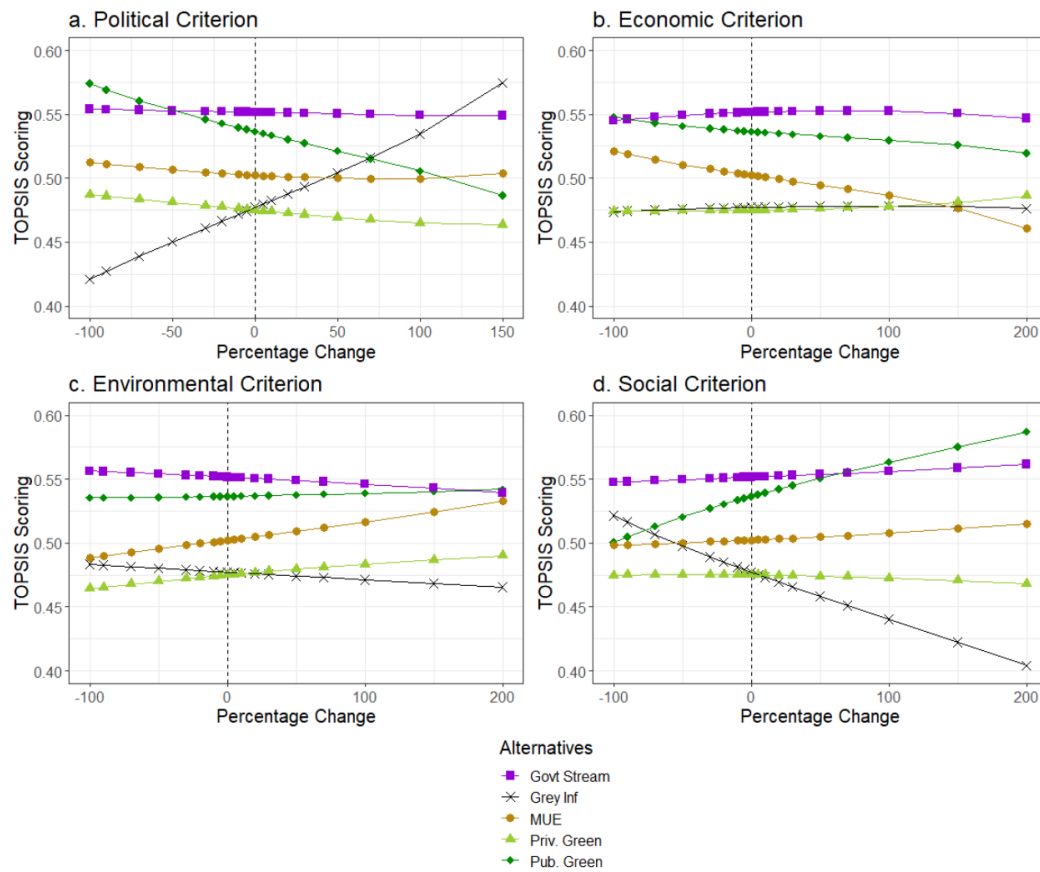 a. Political Criterion
0.60
0.55
0.50
0.45
0.40
TOPSIS Scoring
-100
-50
0
50
100
150
Percentage Change
b. Economic Criterion
0.60
0.55
0.50
0.45
0.40
TOPSIS Scoring
-100
0
100
200
Percentage Change
c. Environmental Criterion
0.60
0.55
0.50
0.45
0.40
TOPSIS Scoring
-100
0
100
200
Percentage Change
d. Social Criterion
0.60
0.55
0.50
0.45
0.40
TOPSIS Scoring
-100
0
100
200
Percentage Change
Alternatives
Govt Stream
Grey Inf
MUE
Priv. Green
Pub. Green